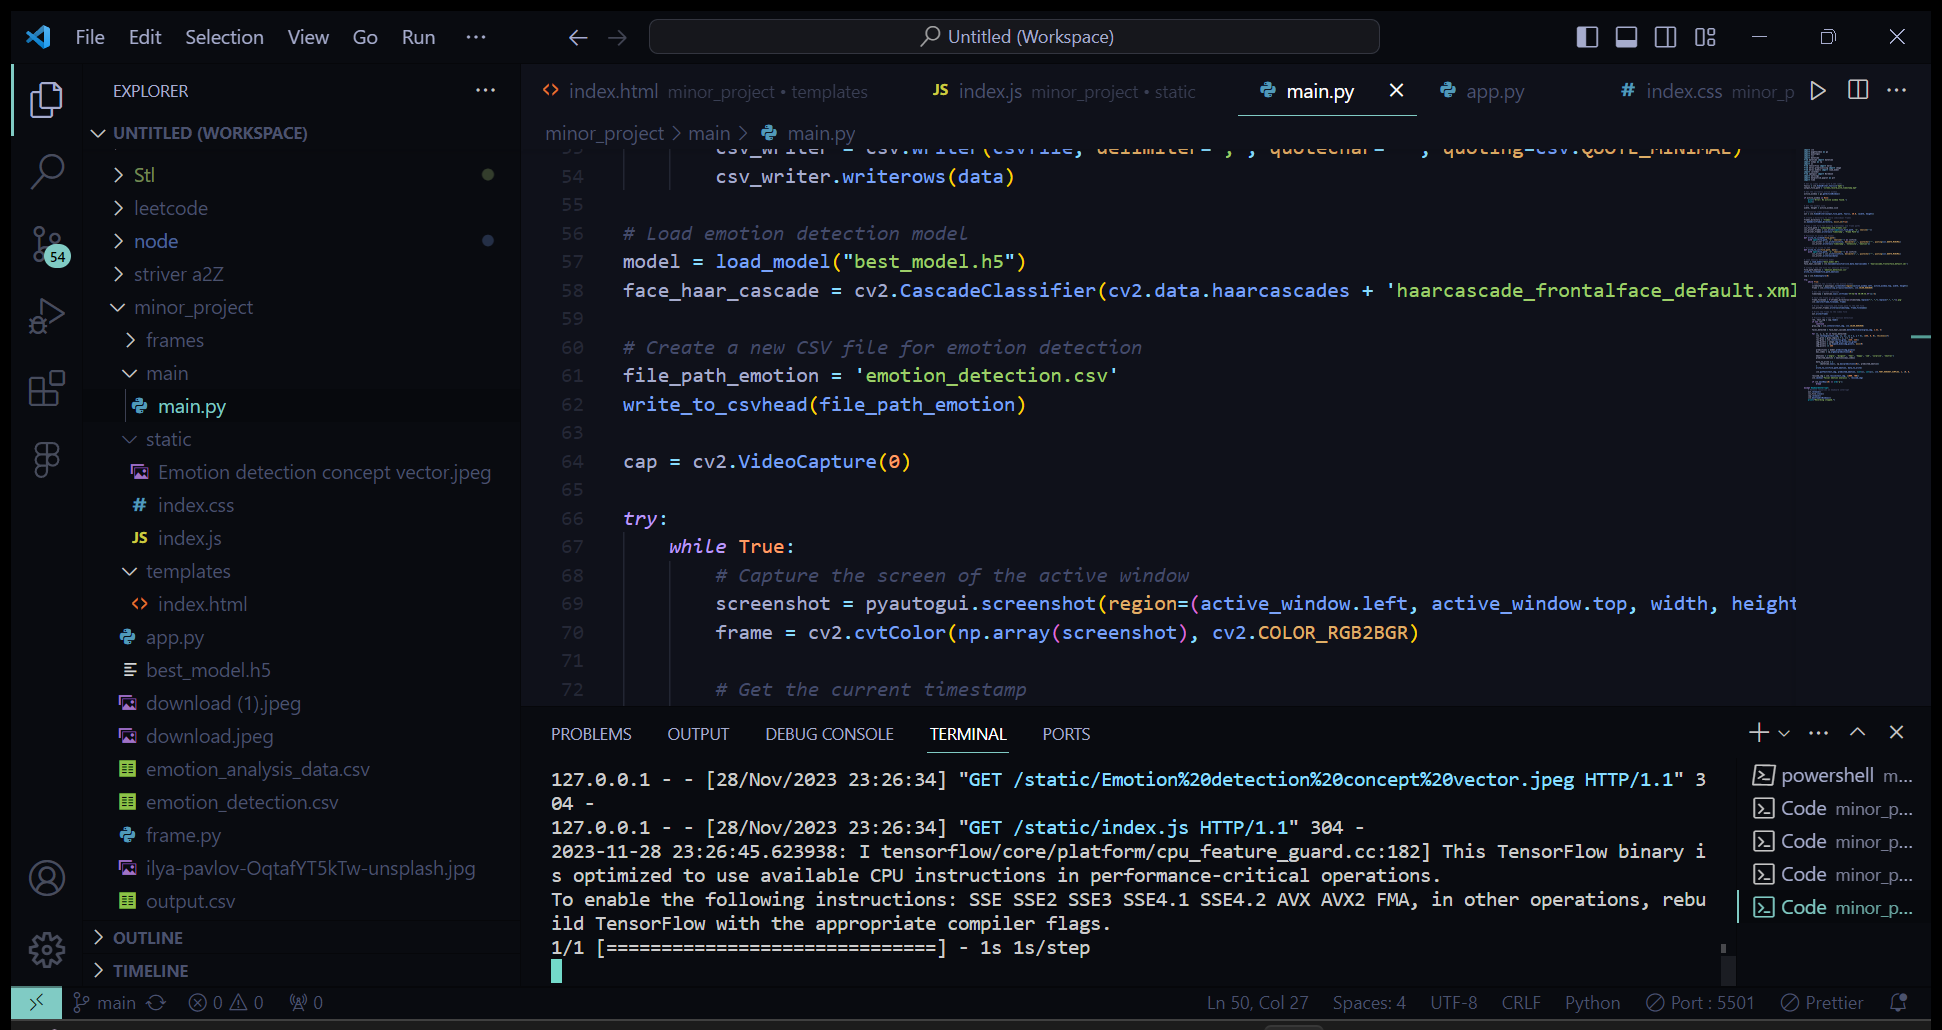 File Edit Selection View Go Run ···
Untitled (Workspace)
EXPLORER
UNTITLED (WORKSPACE)
Stl
leetcode
node
striver a2Z
minor_project
frames
main
main.py
static
Emotion detection concept vector.jpeg
# index.css
JS index.js
templates
<> index.html
app.py
best_model.h5
download (1).jpeg
download.jpeg
emotion_analysis_data.csv
emotion_detection.csv
frame.py
ilya-pavlov-OqtafYT5kTw-unsplash.jpg
output.csv
OUTLINE
TIMELINE
54
<> index.html minor_project • templates
JS index.js minor_project • static
main.py
app.py
# index.css minor_p
minor_project > main > main.py
53 csv_writer = csv.writer(csvfile, delimiter=',', quotechar=' ', quoting=csv.QUOTE_MINIMAL)
54 csv_writer.writerows(data)
55
56 # Load emotion detection model
57 model = load_model("best_model.h5")
58 face_haar_cascade = cv2.CascadeClassifier(cv2.data.haarcascades + 'haarcascade_frontalface_default.xml
59
60 # Create a new CSV file for emotion detection
61 file_path_emotion = 'emotion_detection.csv'
62 write_to_csvhead(file_path_emotion)
63
64 cap = cv2.VideoCapture(0)
65
66 try:
67 while True:
68 # Capture the screen of the active window
69 screenshot = pyautogui.screenshot(region=(active_window.left, active_window.top, width, height
70 frame = cv2.cvtColor(np.array(screenshot), cv2.COLOR_RGB2BGR)
71
72 # Get the current timestamp
PROBLEMS OUTPUT DEBUG CONSOLE TERMINAL PORTS
127.0.0.1 - - [28/Nov/2023 23:26:34] "GET /static/Emotion%20detection%20concept%20vector.jpeg HTTP/1.1" 3
04 -
127.0.0.1 - - [28/Nov/2023 23:26:34] "GET /static/index.js HTTP/1.1" 304 -
2023-11-28 23:26:45.623938: I tensorflow/core/platform/cpu_feature_guard.cc:182] This TensorFlow binary i
s optimized to use available CPU instructions in performance-critical operations.
To enable the following instructions: SSE SSE2 SSE3 SSE4.1 SSE4.2 AVX AVX2 FMA, in other operations, rebu
ild TensorFlow with the appropriate compiler flags.
1/1 [==============================] - 1s 1s/step
powershell m...
Code minor_p...
Code minor_p...
Code minor_p...
Code minor_p...
main 0 0 0
Ln 50, Col 27 Spaces: 4 UTF-8 CRLF Python Port : 5501 Prettier